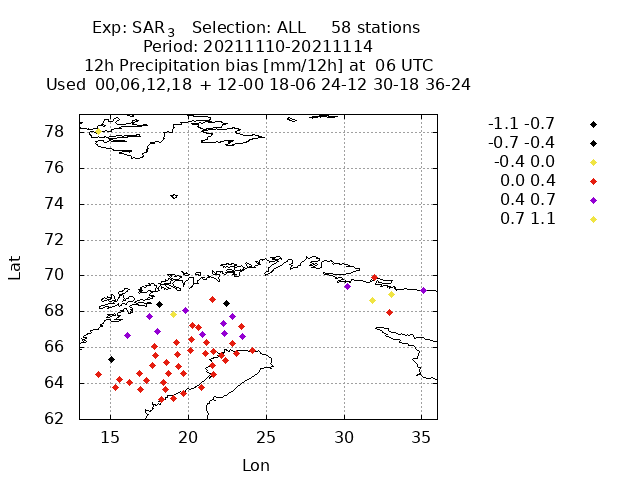 Exp: SAR3   Selection: ALL     58 stations
Period: 20211110-20211114
12h Precipitation bias [mm/12h] at  06 UTC
Used  00,06,12,18  + 12-00 18-06 24-12 30-18 36-24
-1.1 -0.7
-0.7 -0.4
-0.4 0.0
0.0 0.4
0.4 0.7
0.7 1.1
78
76
74
72
70
68
66
64
62
Lat
15 20 25 30 35
Lon